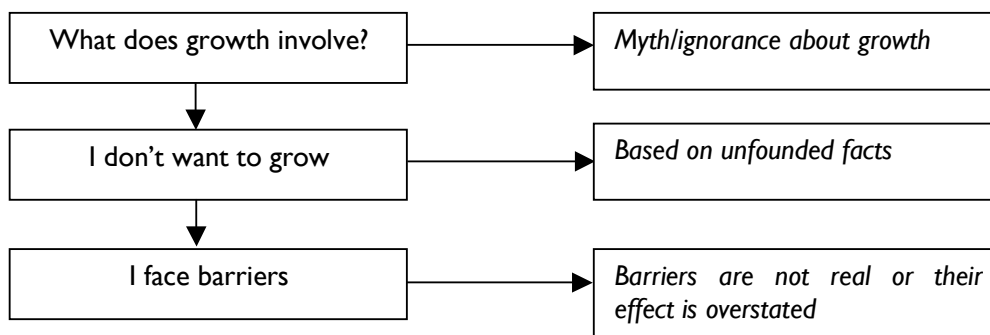 What does growth involve?
Myth/ignorance about growth
I don't want to grow
Based on unfounded facts
I face barriers
Barriers are not real or their
effect is overstated